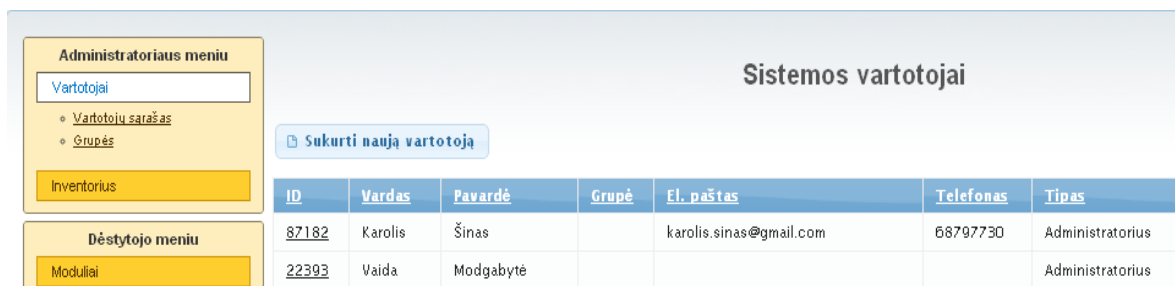 Administratoriaus meniu
Vartotojai
Vartotojų sąrašas
Grupės
Inventorius
Dėstytojo meniu
Moduliai
Sistemos vartotojai
Sukurti naują vartotoją
ID Vardas Pavardė Grupė El. paštas Telefonas Tipas
87182 Karolis Šinas karolis.sinas@gmail.com 68797730 Administratorius
22393 Vaida Modgabytė Administratorius